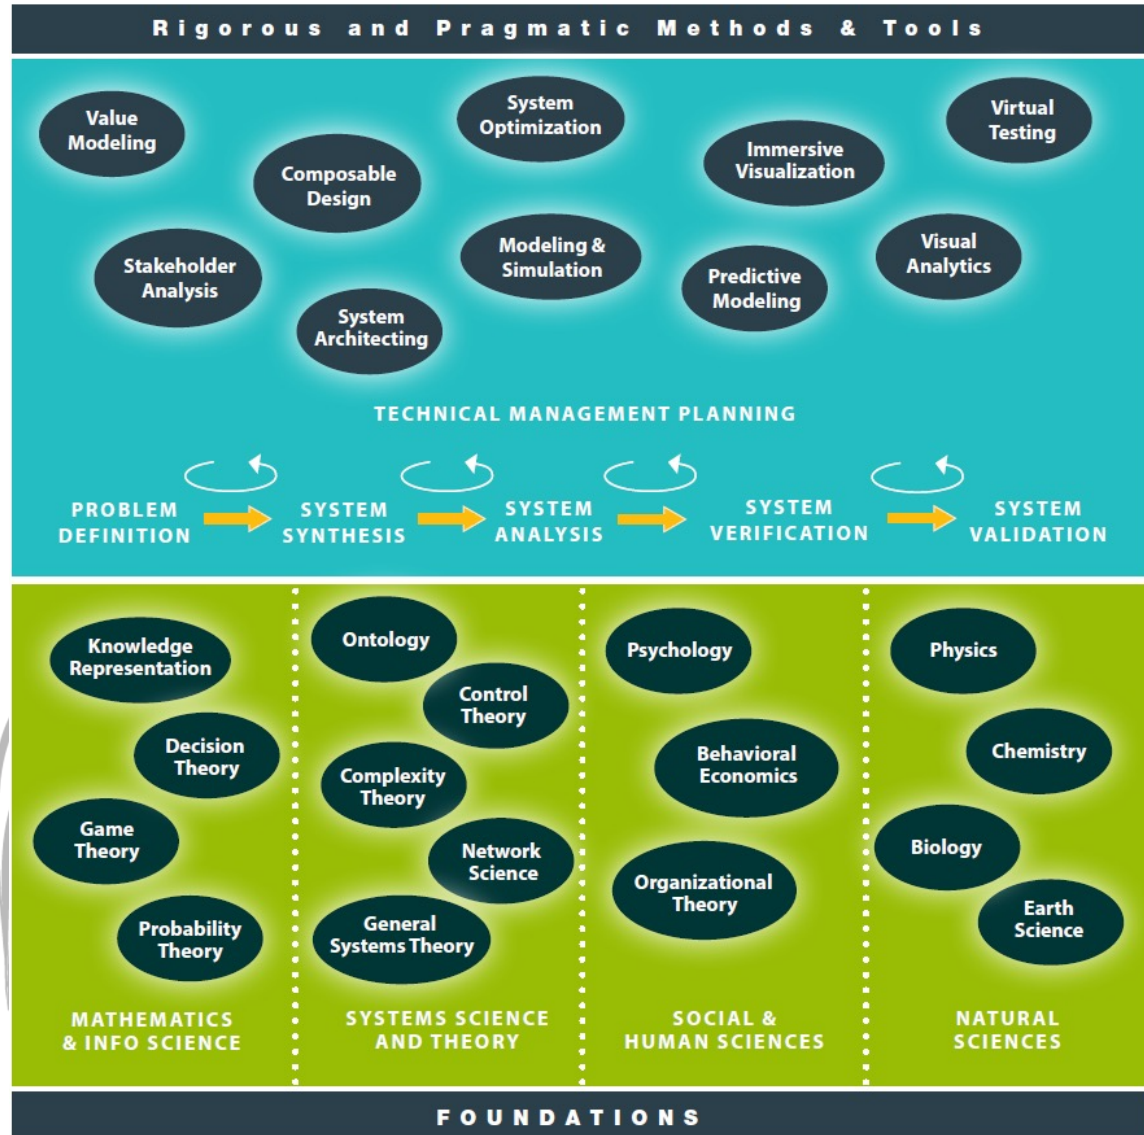 Rigorous and Pragmatic Methods & Tools
Value
Modeling
System
Optimization
Virtual
Testing
Composable
Design
Immersive
Visualization
Stakeholder
Analysis
Modeling &
Simulation
Predictive
Modeling
Visual
Analytics
System
Architecting
TECHNICAL MANAGEMENT PLANNING
PROBLEM
DEFINITION
SYSTEM
SYNTHESIS
SYSTEM
ANALYSIS
SYSTEM
VERIFICATION
SYSTEM
VALIDATION
Knowledge
Representation
Decision
Theory
Game
Theory
Probability
Theory
MATHEMATICS
& INFO SCIENCE
Ontology
Control
Theory
Complexity
Theory
Network
Science
General
Systems Theory
SYSTEMS SCIENCE
AND THEORY
Psychology
Behavioral
Economics
Organizational
Theory
SOCIAL &
HUMAN SCIENCES
Physics
Chemistry
Biology
Earth
Science
NATURAL
SCIENCES
FOUNDATIONS